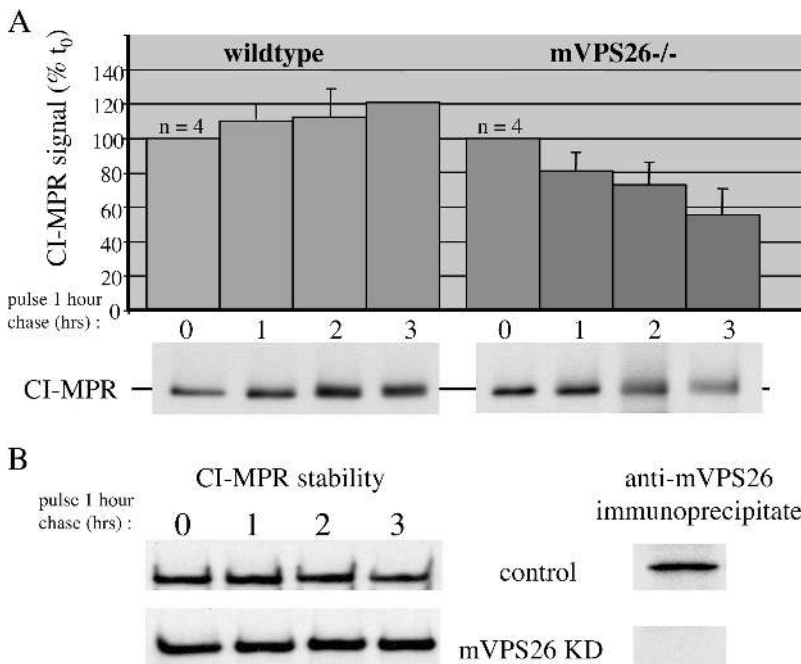 A
CI-MPR signal (% t0)
wildtype
mVPS26-/-
140
120
100
80
60
40
20
0
n = 4
n = 4
pulse 1 hour
chase (hrs) :
0 1 2 3
0 1 2 3
CI-MPR
B
CI-MPR stability
anti-mVPS26
immunoprecipitate
pulse 1 hour
chase (hrs) :
0 1 2 3
control
mVPS26 KD